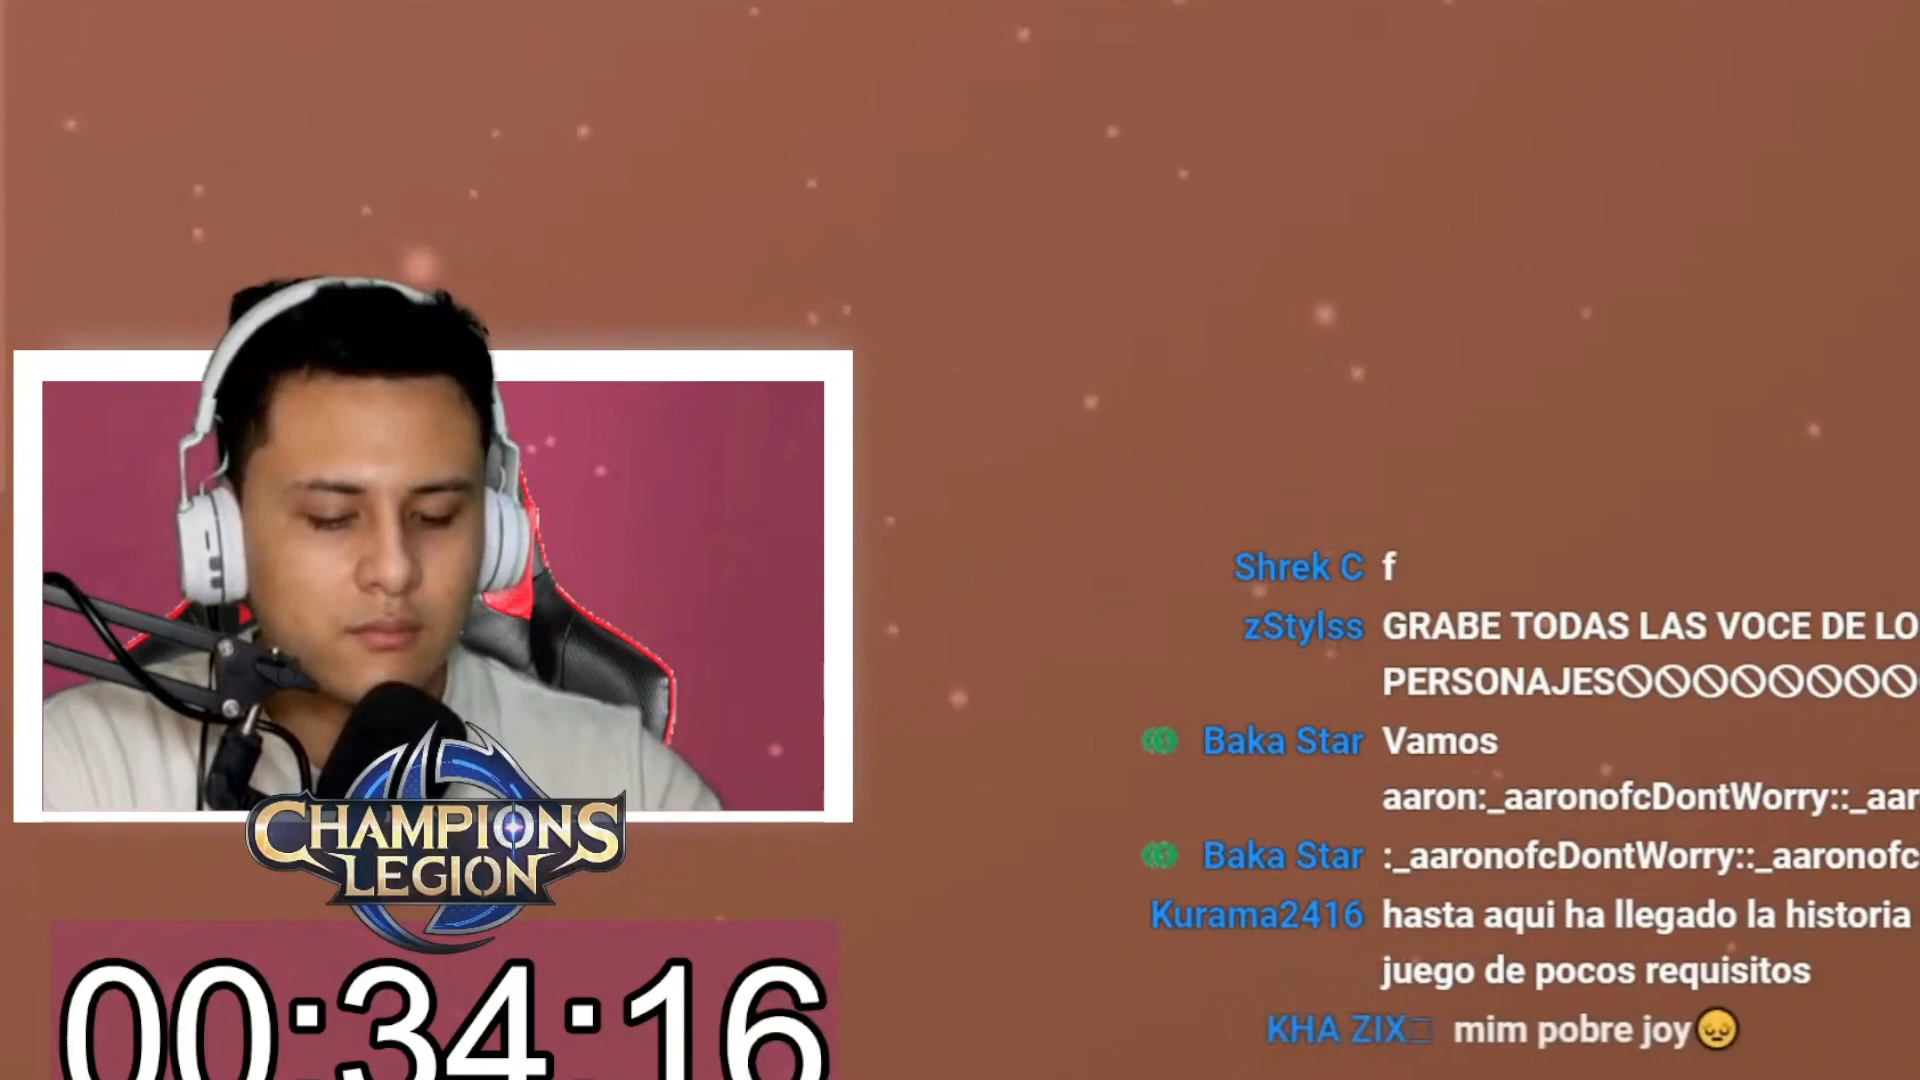 Shrek C f
zStylss GRABE TODAS LAS VOCE DE LO
PERSONAJES🚫🚫🚫🚫🚫🚫🚫🚫
Baka Star Vamos
aaron:_aaronofcDontWorry::_aar
Baka Star :_aaronofcDontWorry::_aaronofc
Kurama2416 hasta aqui ha llegado la historia
juego de pocos requisitos
KHA ZIX□ mim pobre joy😔
CHAMPIONS
LEGION
00:34:16